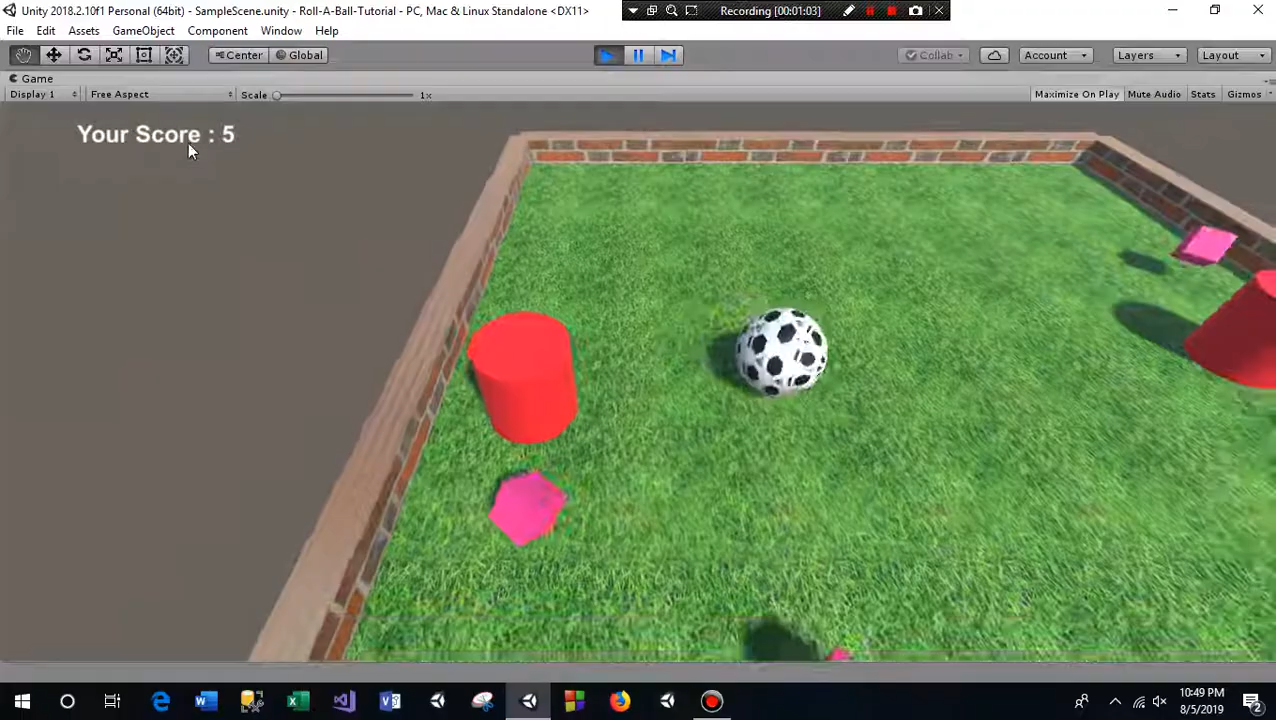 Unity 2018.2.10f1 Personal (64bit) - SampleScene.unity - Roll-A-Ball-Tutorial - PC, Mac & Linux Standalone <DX11>
Recording [00:01:03]
File Edit Assets GameObject Component Window Help
Center Global Collab Account Layers Layout
Game
Display 1 Free Aspect Scale 1x Maximize On Play Mute Audio Stats Gizmos
Your Score : 5
10:49 PM
8/5/2019
2